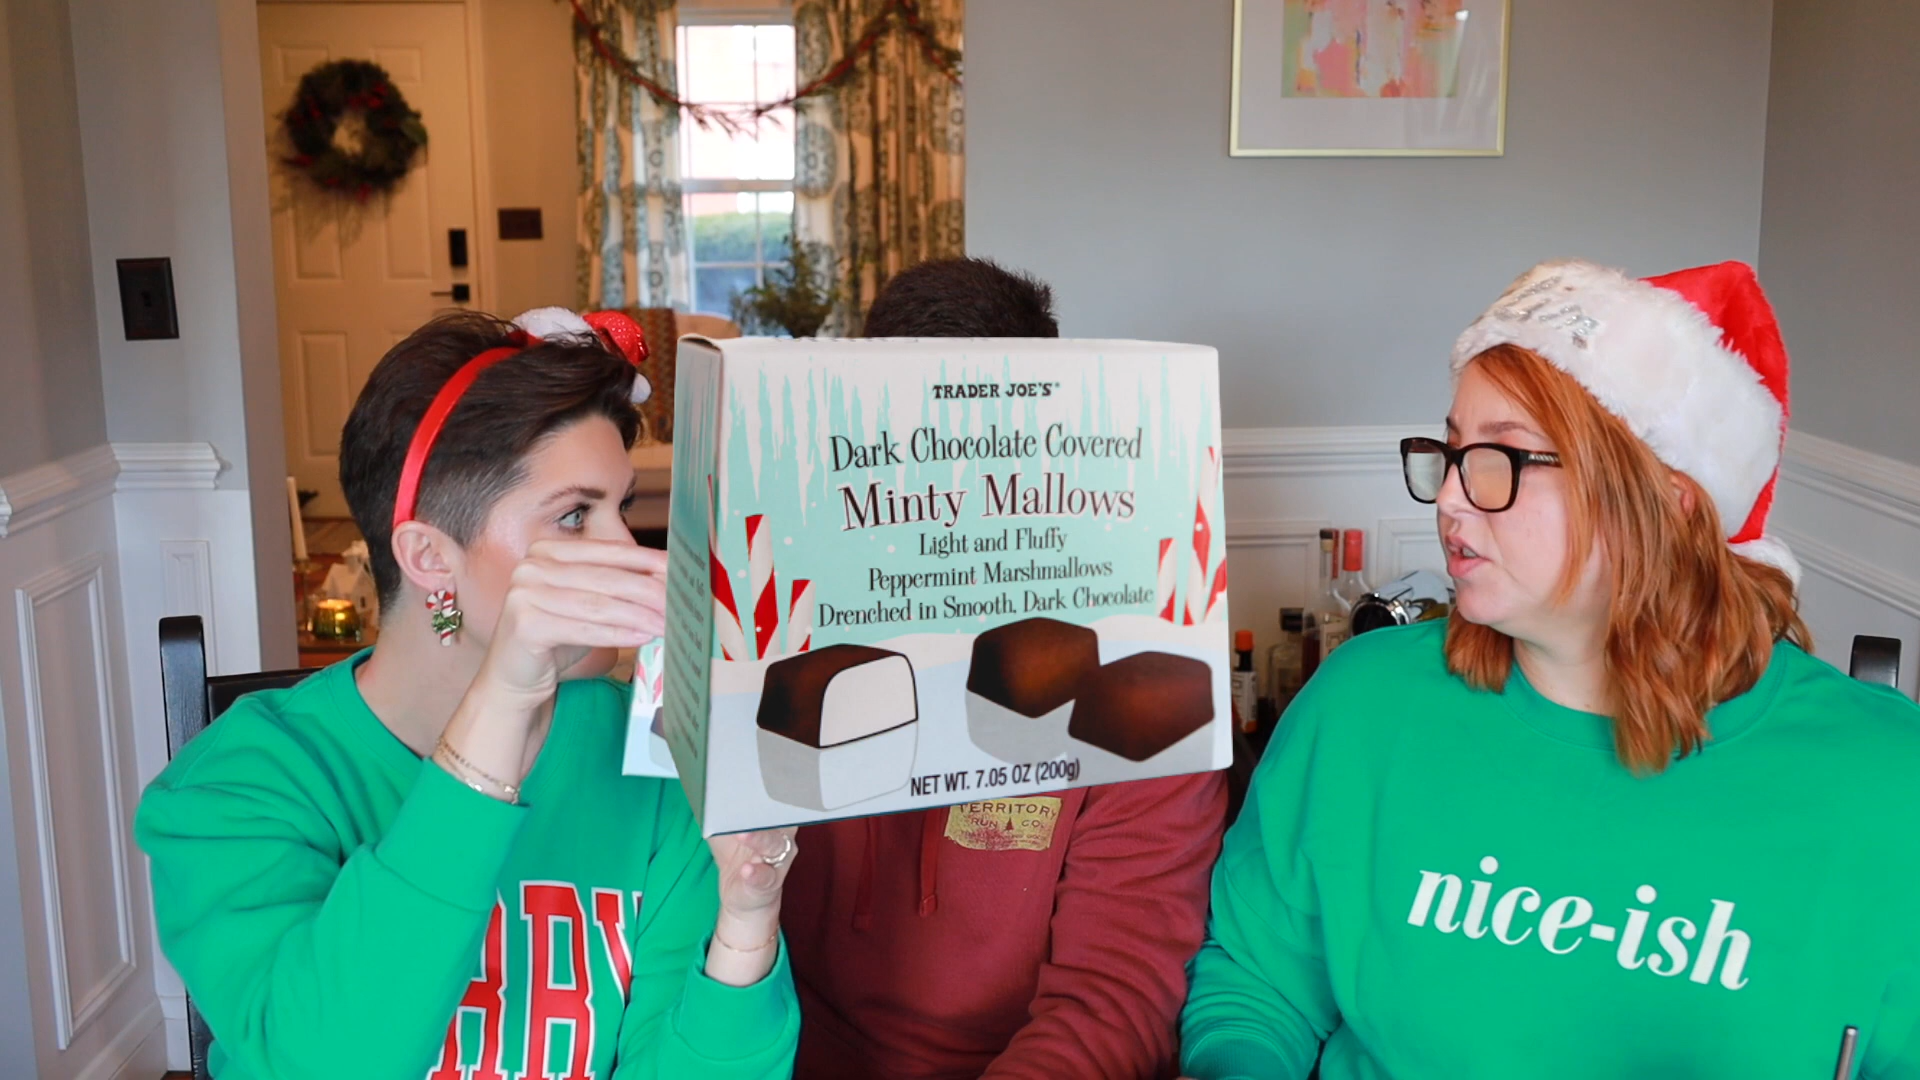 TRADER JOE'S
Dark Chocolate Covered
Minty Mallows
Light and Fluffy
Peppermint Marshmallows
Drenched in Smooth, Dark Chocolate
NET WT. 7.05 OZ (200g)
TERRITORY
RUN CO.
nice-ish